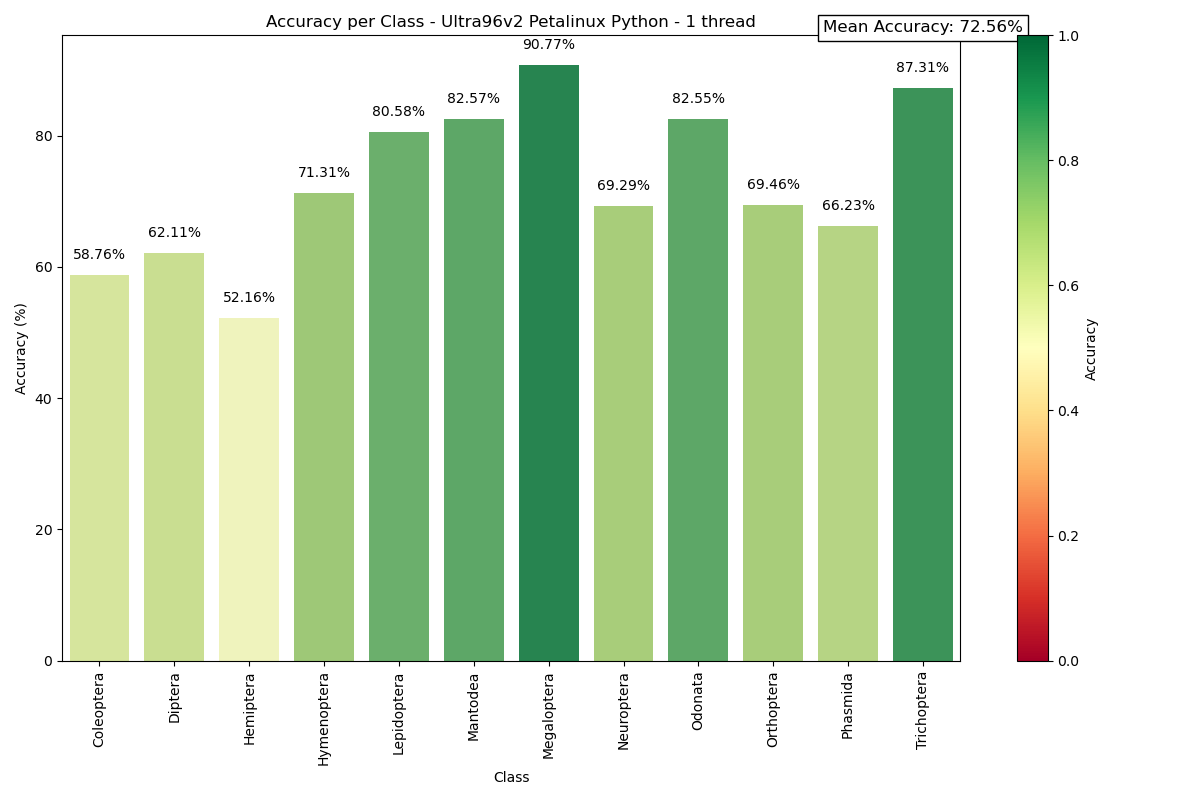 Accuracy per Class - Ultra96v2 Petalinux Python - 1 thread
Mean Accuracy: 72.56%
Accuracy (%)
80
60
40
20
0
58.76%
62.11%
52.16%
71.31%
80.58%
82.57%
90.77%
69.29%
82.55%
69.46%
66.23%
87.31%
Coleoptera
Diptera
Hemiptera
Hymenoptera
Lepidoptera
Mantodea
Megaloptera
Neuroptera
Odonata
Orthoptera
Phasmida
Trichoptera
Class
1.0
0.8
0.6
0.4
0.2
0.0
Accuracy